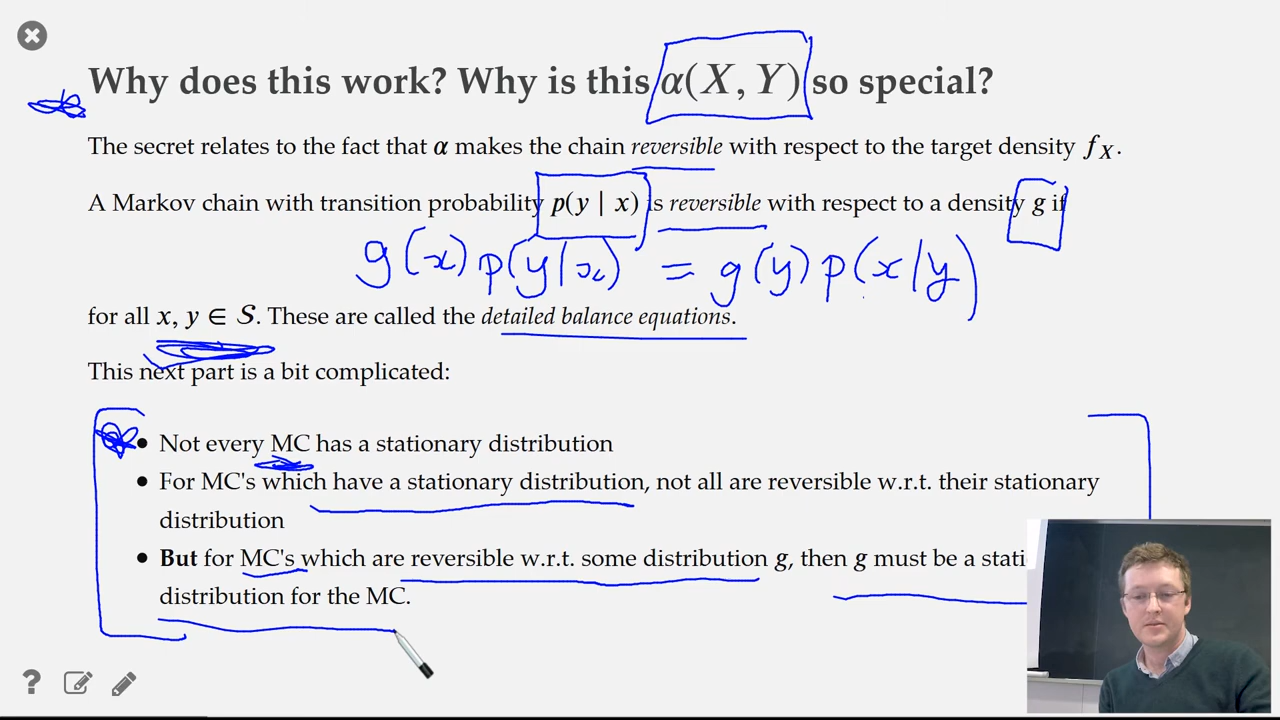 Why does this work? Why is this α(X, Y) so special?
The secret relates to the fact that α makes the chain reversible with respect to the target density f_X.
A Markov chain with transition probability p(y | x) is reversible with respect to a density g if
g(x) p(y|x) = g(y) p(x|y)
for all x, y ∈ S. These are called the detailed balance equations.
This next part is a bit complicated:
• Not every MC has a stationary distribution
• For MC's which have a stationary distribution, not all are reversible w.r.t. their stationary
distribution
• But for MC's which are reversible w.r.t. some distribution g, then g must be a stati
distribution for the MC.
?